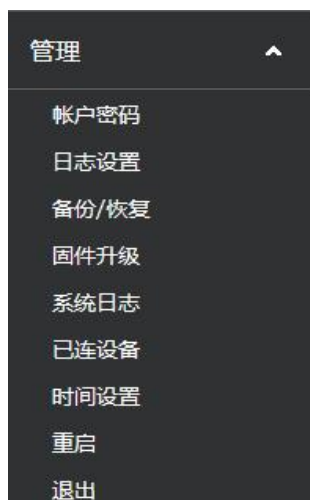 管理
帐户密码
日志设置
备份/恢复
固件升级
系统日志
已连设备
时间设置
重启
退出